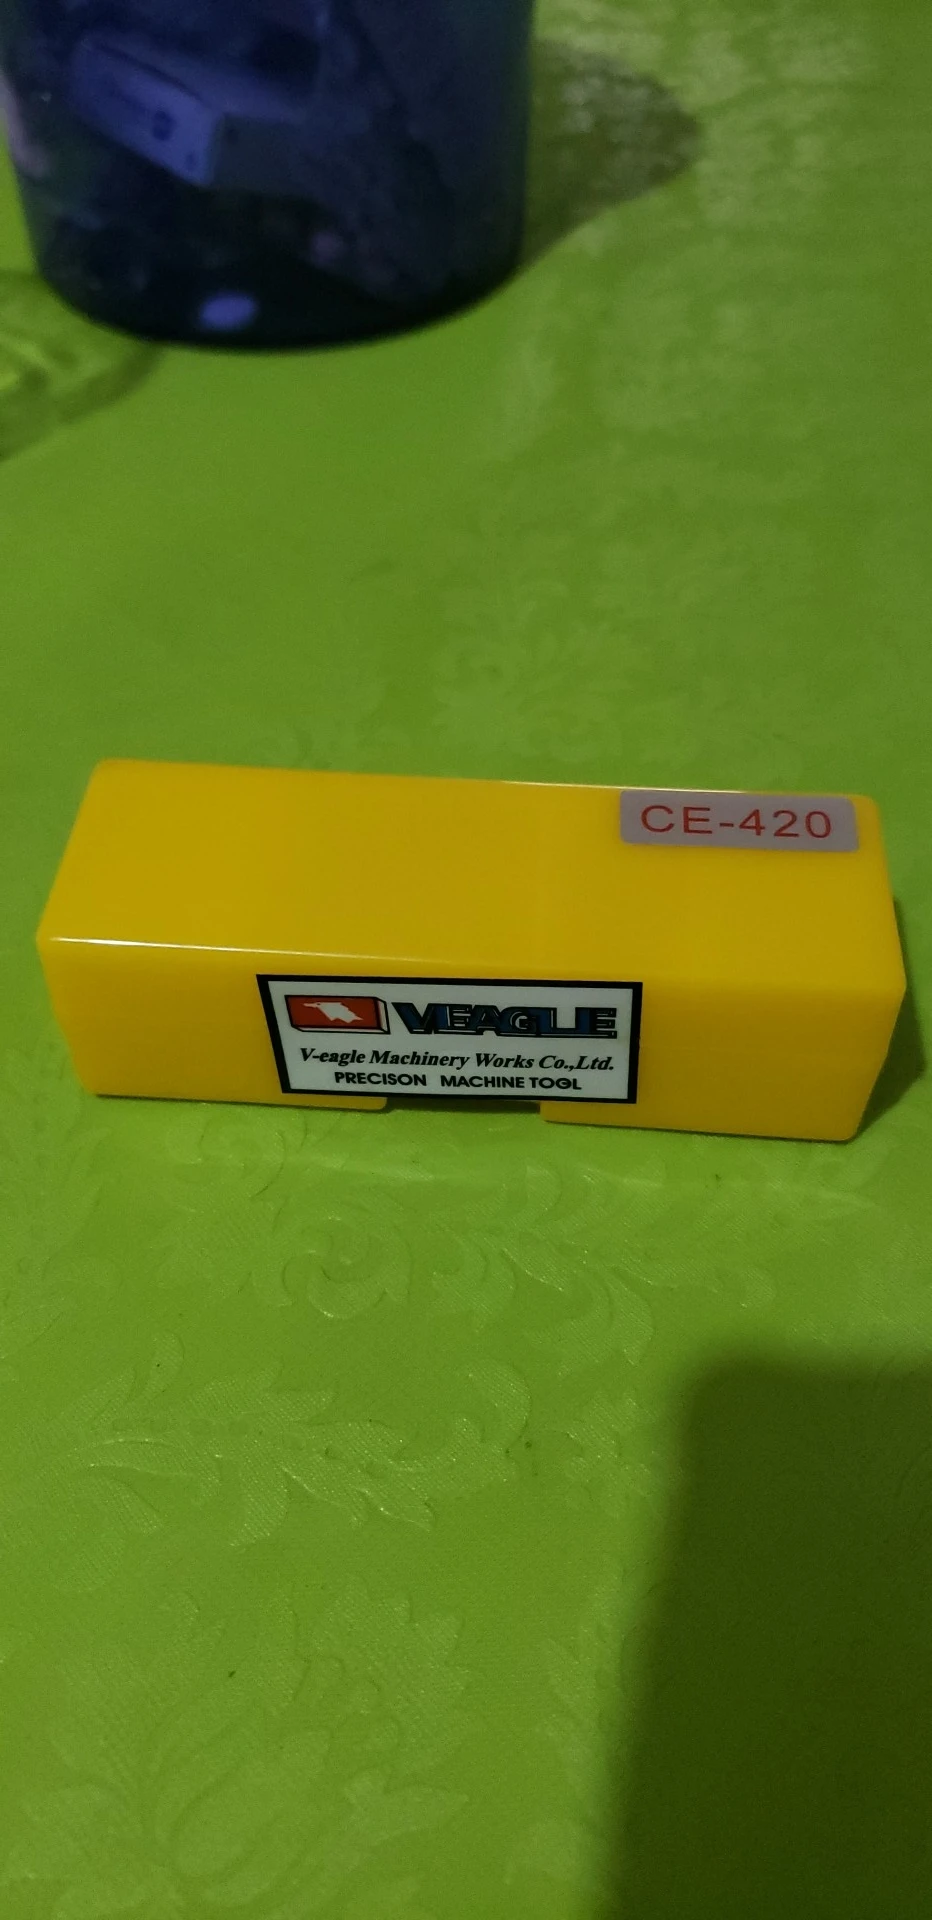 CE-420
VEAGLE
V-eagle Machinery Works Co.,Ltd.
PRECISON MACHINE TOOL